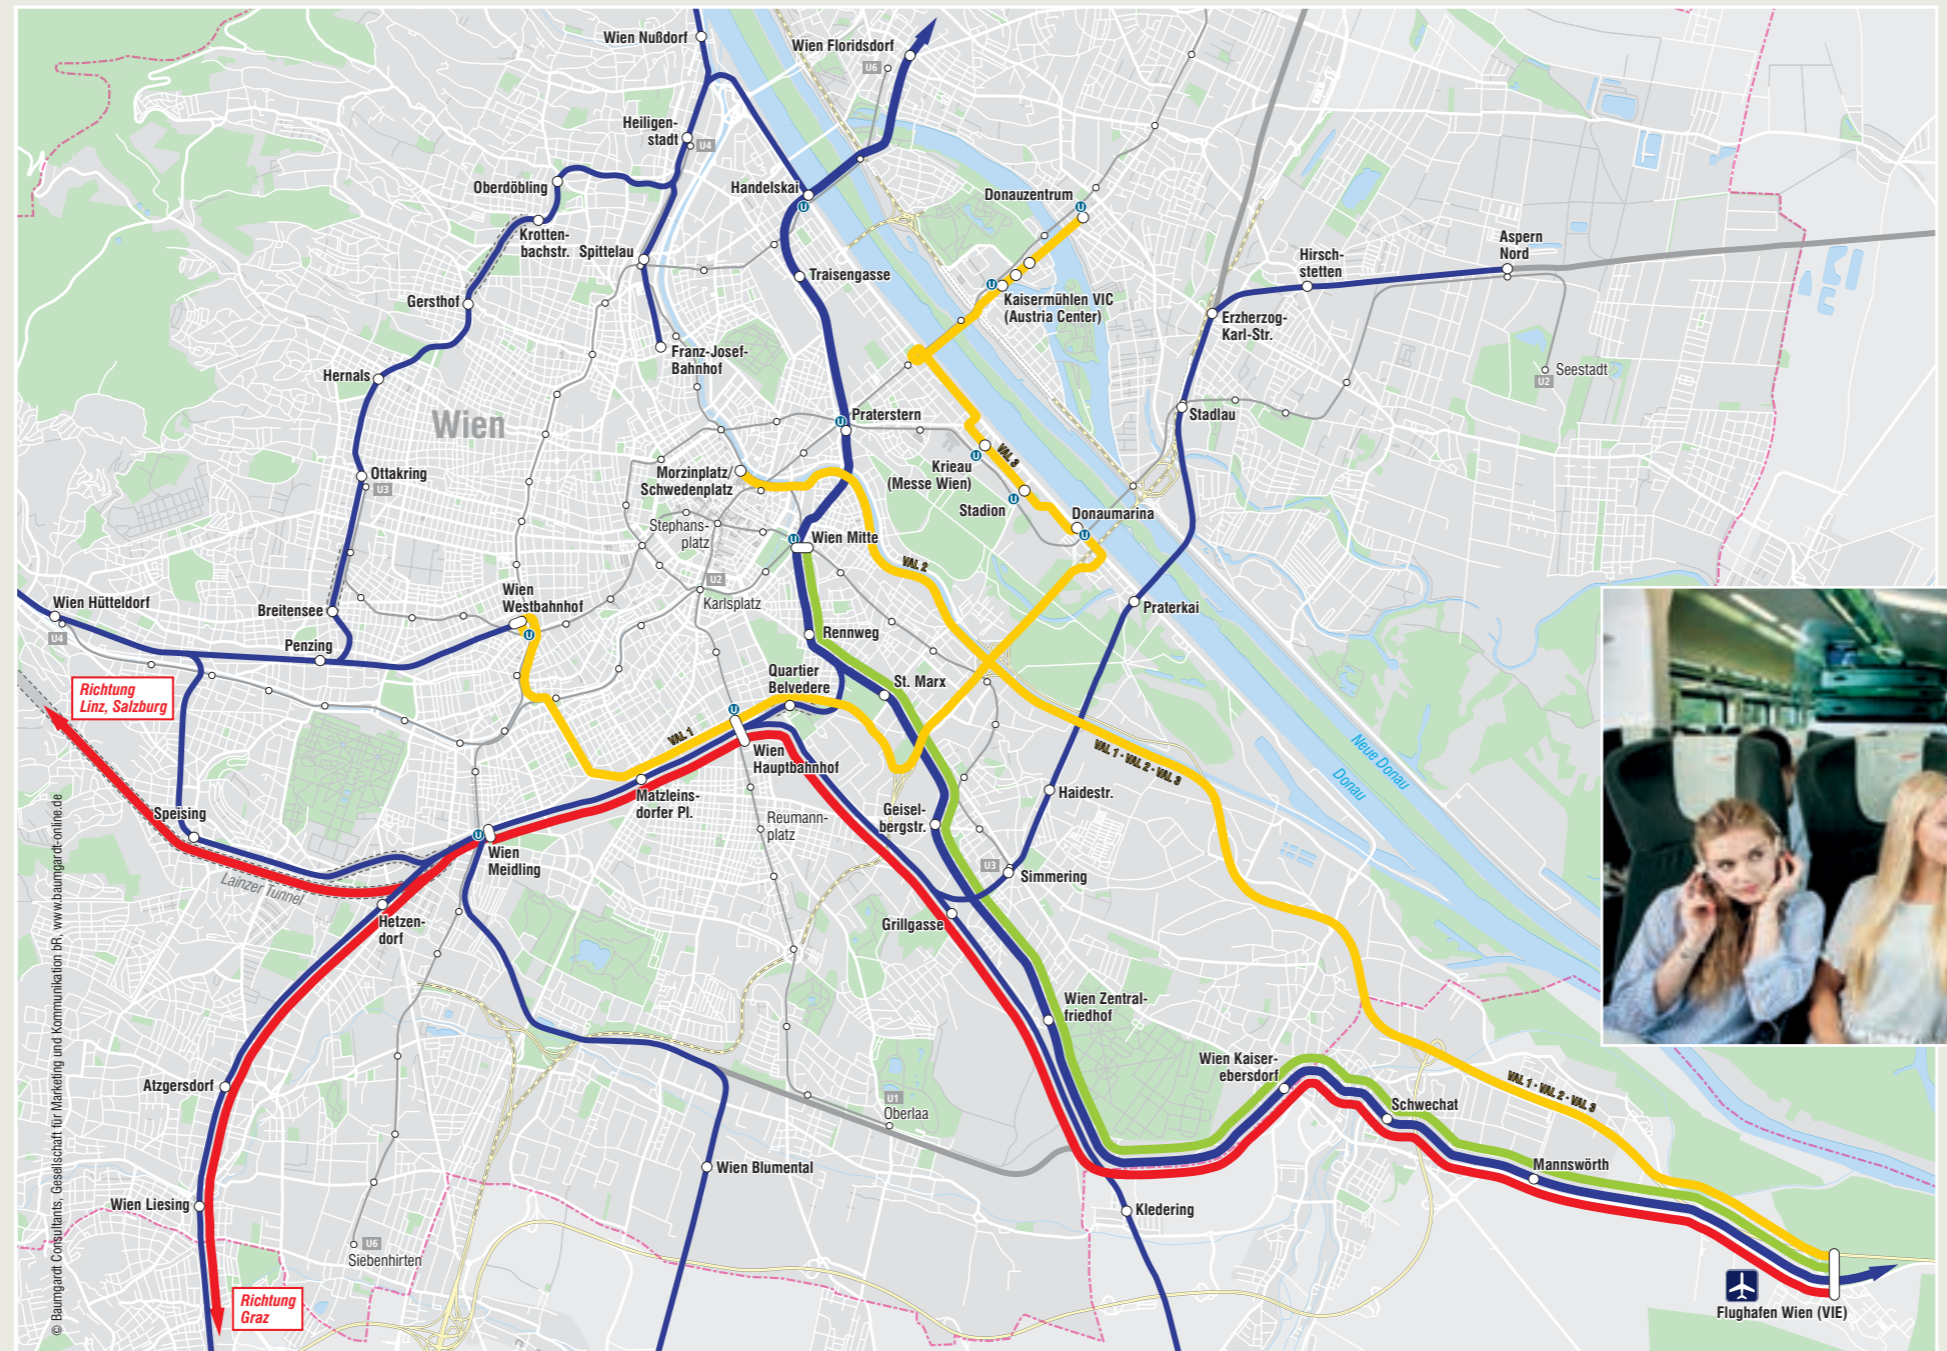 Wien Nußdorf
Wien Floridsdorf
U6
Heiligen-
stadt
U4
Oberdöbling
Handelskai
U
Donauzentrum
U
Krotten-
bachstr.
Spittelau
Traisengasse
Hirsch-
stetten
Aspern
Nord
Gersthof
U
Kaisermühlen VIC
(Austria Center)
Erzherzog-
Karl-Str.
Franz-Josef-
Bahnhof
Hernals
Seestadt
U2
Wien
U
Praterstern
Stadlau
Krieau
(Messe Wien)
U
VAL 3
Ottakring
U3
Morzinplatz/
Schwedenplatz
Stadion
U
Donaumarina
U
Stephans-
platz
U
Wien Mitte
VAL 2
U2
Karlsplatz
Wien
Westbahnhof
U
Wien Hütteldorf
U4
Breitensee
Penzing
Praterkai
Rennweg
Quartier
Belvedere
St. Marx
Richtung
Linz, Salzburg
U
VAL 1
Wien
Hauptbahnhof
VAL 1 - VAL 2 - VAL 3
Neue Donau
Donau
Matzleins-
dorfer Pl.
Haidestr.
Speising
Reumann-
platz
Geisel-
bergstr.
U
Wien
Meidling
U3
Simmering
Lainzer Tunnel
Hetzen-
dorf
Grillgasse
Wien Zentral-
friedhof
Wien Kaiser-
ebersdorf
Atzgersdorf
U1
Oberlaa
Schwechat
VAL 1 - VAL 2 - VAL 3
Wien Blumental
Mannswörth
Wien Liesing
Kledering
U6
Siebenhirten
Richtung
Graz
Flughafen Wien (VIE)
© Baumgardt Consultants, Gesellschaft für Marketing und Kommunikation bR, www.baumgardt-online.de